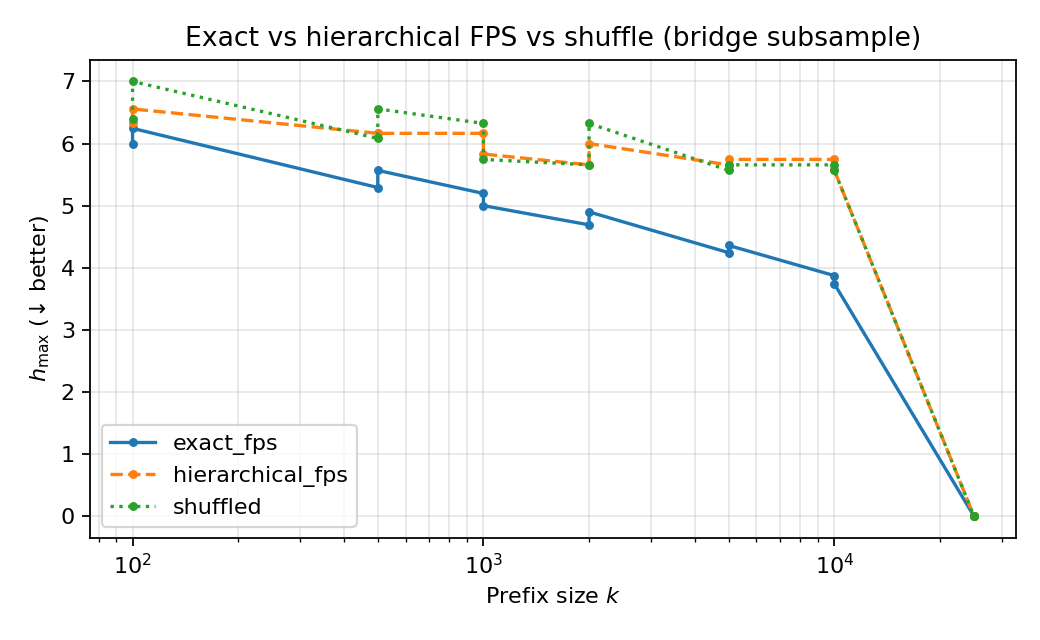 Exact vs hierarchical FPS vs shuffle (bridge subsample)
7
6
5
4
3
2
1
0
h_max (↓ better)
exact_fps
hierarchical_fps
shuffled
10^2
10^3
10^4
Prefix size k